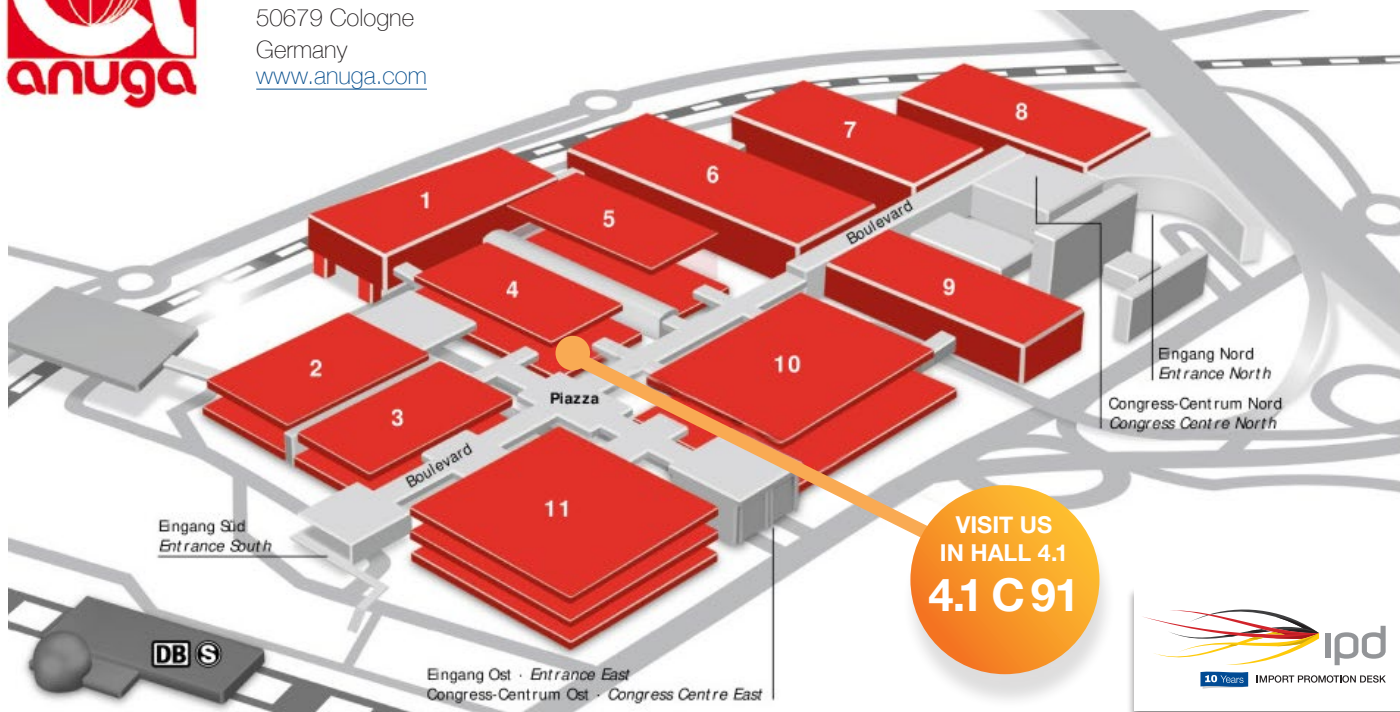 anuga
50679 Cologne
Germany
www.anuga.com
8
7
6
1
5
Boulevard
4
9
2
10
Eingang Nord
Entrance North
Piazza
Congress-Centrum Nord
Congress Centre North
3
Boulevard
11
Eingang Süd
Entrance South
VISIT US
IN HALL 4.1
4.1 C 91
DB S
Eingang Ost · Entrance East
Congress-Centrum Ost · Congress Centre East
ipd
10 Years IMPORT PROMOTION DESK